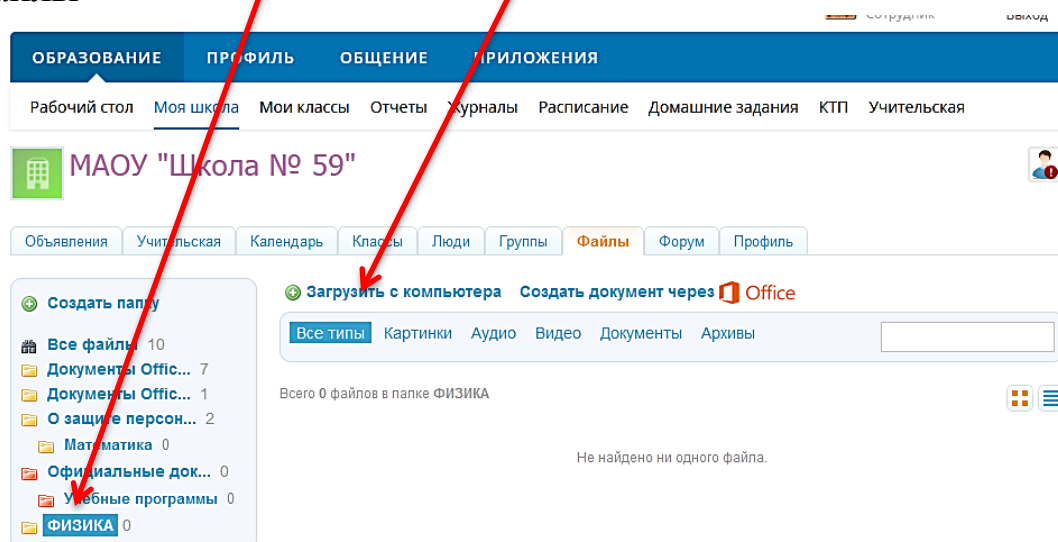 Сотрудник Выход
ОБРАЗОВАНИЕ ПРОФИЛЬ ОБЩЕНИЕ ПРИЛОЖЕНИЯ
Рабочий стол Моя школа Мои классы Отчеты Журналы Расписание Домашние задания КТП Учительская
МАОУ "Школа № 59"
Объявления Учительская Календарь Классы Люди Группы Файлы Форум Профиль
Создать папку
Все файлы 10
Документы Offic... 7
Документы Offic... 1
О защите персон... 2
Математика 0
Официальные док... 0
Учебные программы 0
ФИЗИКА 0
Загрузить с компьютера Создать документ через Office
Все типы Картинки Аудио Видео Документы Архивы
Всего 0 файлов в папке ФИЗИКА
Не найдено ни одного файла.